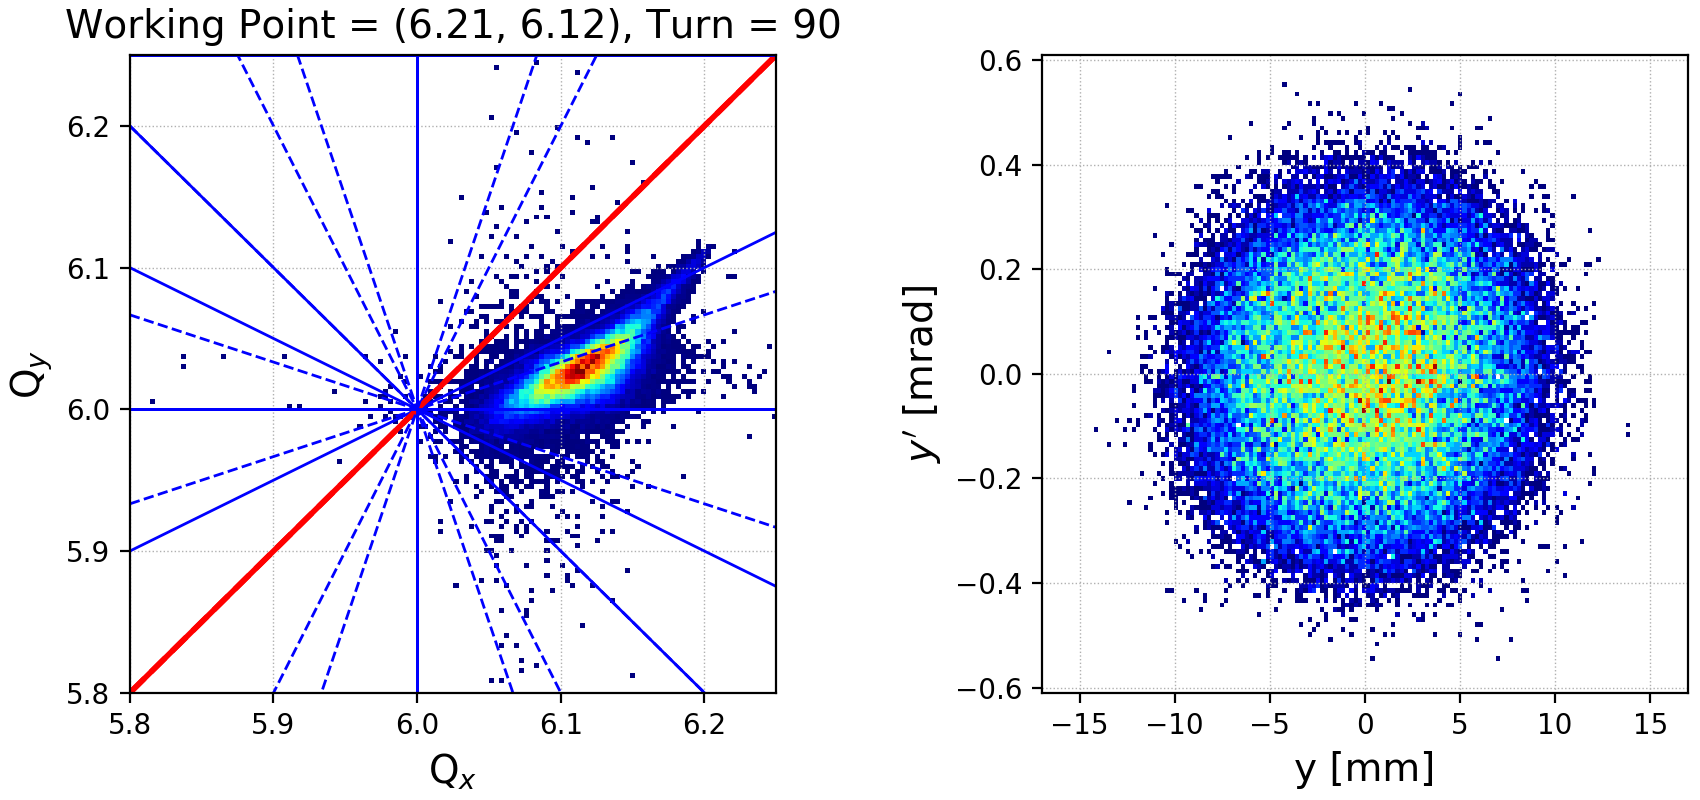 Working Point = (6.21, 6.12), Turn = 90
6.2
6.1
6.0
5.9
5.8
Qy
5.8 5.9 6.0 6.1 6.2
Qx
0.6
0.4
0.2
0.0
−0.2
−0.4
−0.6
y′ [mrad]
−15 −10 −5 0 5 10 15
y [mm]